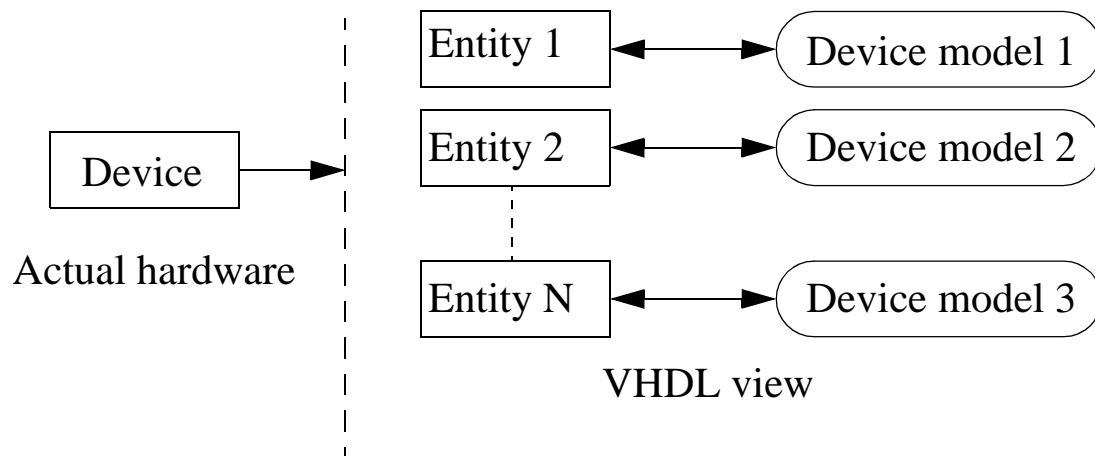 Entity 1
Device model 1
Entity 2
Device model 2
Device
Actual hardware
Entity N
Device model 3
VHDL view